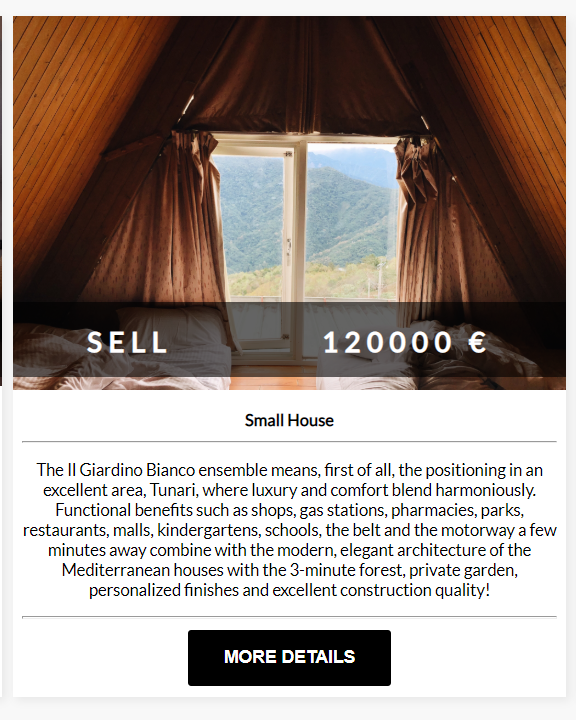 SELL 120000 €
Small House
The Il Giardino Bianco ensemble means, first of all, the positioning in an
excellent area, Tunari, where luxury and comfort blend harmoniously.
Functional benefits such as shops, gas stations, pharmacies, parks,
restaurants, malls, kindergartens, schools, the belt and the motorway a few
minutes away combine with the modern, elegant architecture of the
Mediterranean houses with the 3-minute forest, private garden,
personalized finishes and excellent construction quality!
MORE DETAILS